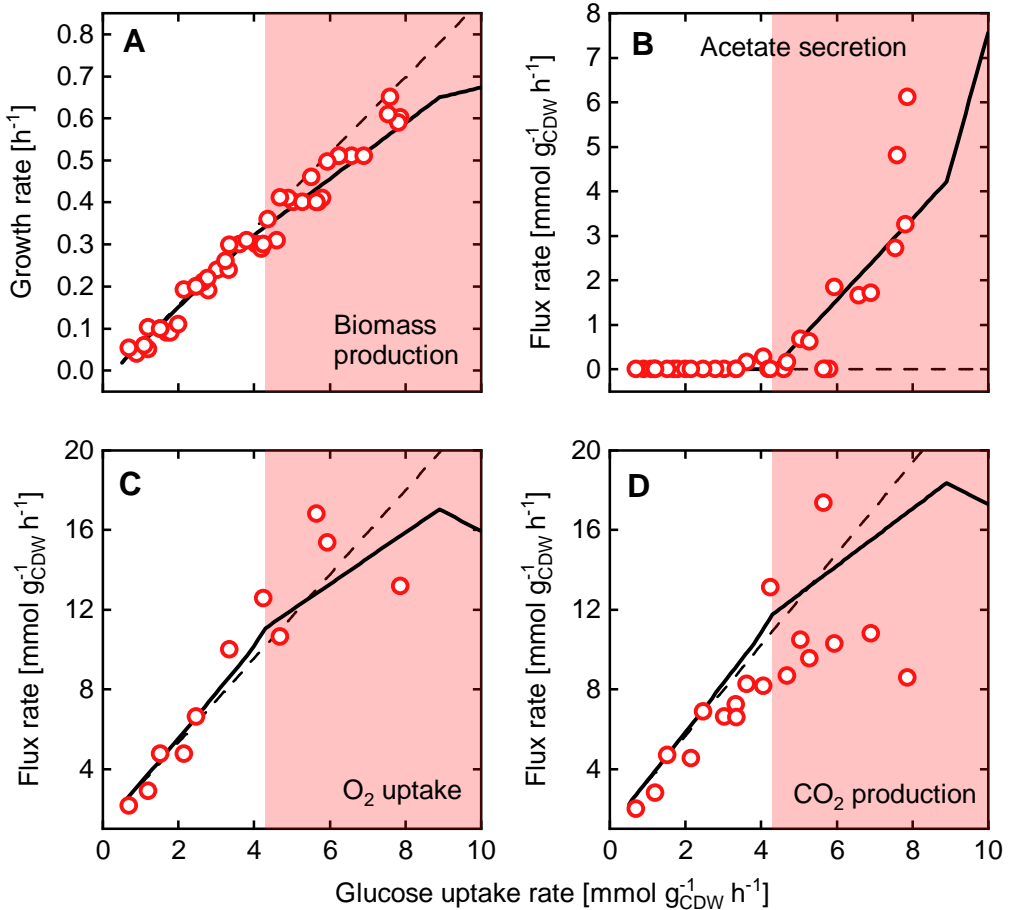 A
Growth rate [h⁻¹]
0.8
0.7
0.6
0.5
0.4
0.3
0.2
0.1
0.0
Biomass
production
B
Acetate secretion
Flux rate [mmol g⁻¹CDW h⁻¹]
8
7
6
5
4
3
2
1
0
C
Flux rate [mmol g⁻¹CDW h⁻¹]
20
16
12
8
4
O₂ uptake
0 2 4 6 8 10
D
Flux rate [mmol g⁻¹CDW h⁻¹]
20
16
12
8
4
CO₂ production
0 2 4 6 8 10
Glucose uptake rate [mmol g⁻¹CDW h⁻¹]